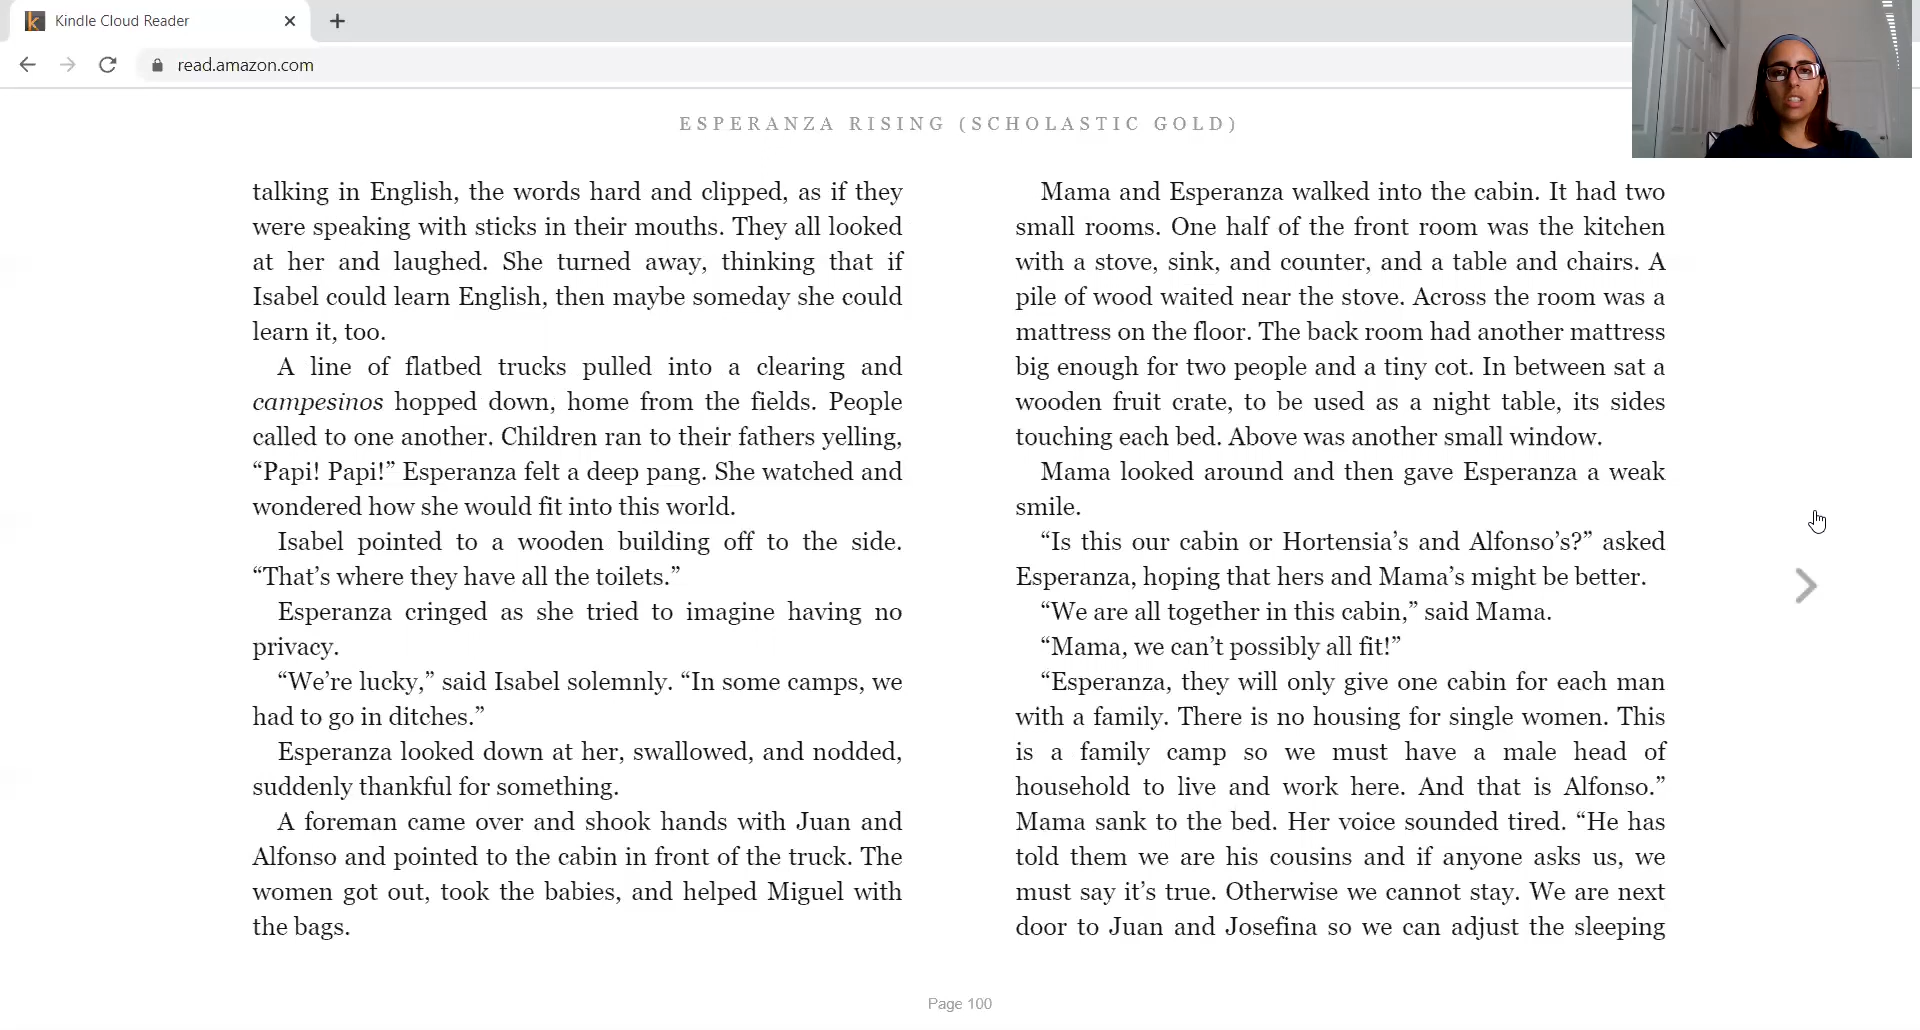 Kindle Cloud Reader
read.amazon.com
ESPERANZA RISING (SCHOLASTIC GOLD)
talking in English, the words hard and clipped, as if they
were speaking with sticks in their mouths. They all looked
at her and laughed. She turned away, thinking that if
Isabel could learn English, then maybe someday she could
learn it, too.
A line of flatbed trucks pulled into a clearing and
campesinos hopped down, home from the fields. People
called to one another. Children ran to their fathers yelling,
“Papi! Papi!” Esperanza felt a deep pang. She watched and
wondered how she would fit into this world.
Isabel pointed to a wooden building off to the side.
“That’s where they have all the toilets.”
Esperanza cringed as she tried to imagine having no
privacy.
“We’re lucky,” said Isabel solemnly. “In some camps, we
had to go in ditches.”
Esperanza looked down at her, swallowed, and nodded,
suddenly thankful for something.
A foreman came over and shook hands with Juan and
Alfonso and pointed to the cabin in front of the truck. The
women got out, took the babies, and helped Miguel with
the bags.
Mama and Esperanza walked into the cabin. It had two
small rooms. One half of the front room was the kitchen
with a stove, sink, and counter, and a table and chairs. A
pile of wood waited near the stove. Across the room was a
mattress on the floor. The back room had another mattress
big enough for two people and a tiny cot. In between sat a
wooden fruit crate, to be used as a night table, its sides
touching each bed. Above was another small window.
Mama looked around and then gave Esperanza a weak
smile.
“Is this our cabin or Hortensia’s and Alfonso’s?” asked
Esperanza, hoping that hers and Mama’s might be better.
“We are all together in this cabin,” said Mama.
“Mama, we can’t possibly all fit!”
“Esperanza, they will only give one cabin for each man
with a family. There is no housing for single women. This
is a family camp so we must have a male head of
household to live and work here. And that is Alfonso.”
Mama sank to the bed. Her voice sounded tired. “He has
told them we are his cousins and if anyone asks us, we
must say it’s true. Otherwise we cannot stay. We are next
door to Juan and Josefina so we can adjust the sleeping
Page 100